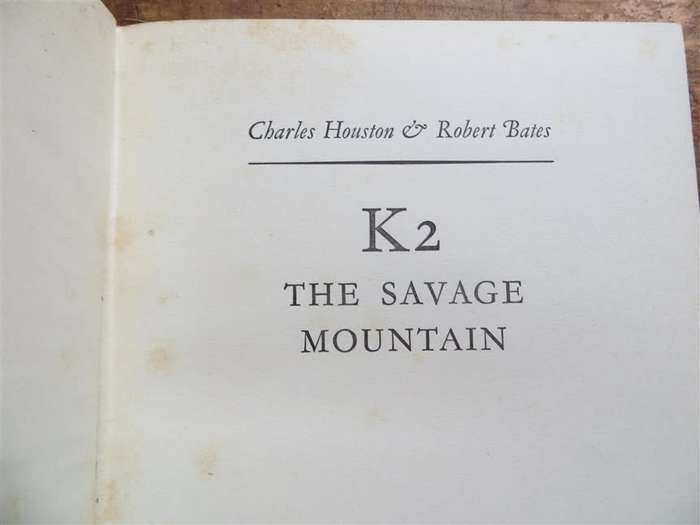 Charles Houston & Robert Bates
K2
THE SAVAGE
MOUNTAIN